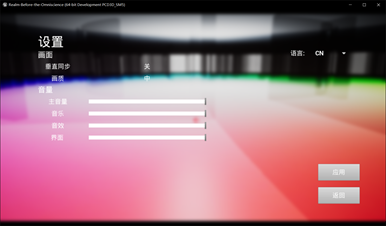 Realm-Before-the-Omniscience (64-bit Development PCD3D_SM5)
设置
画面
语言: CN
垂直同步 关
画质 中
音量
主音量
音乐
音效
界面
应用
返回